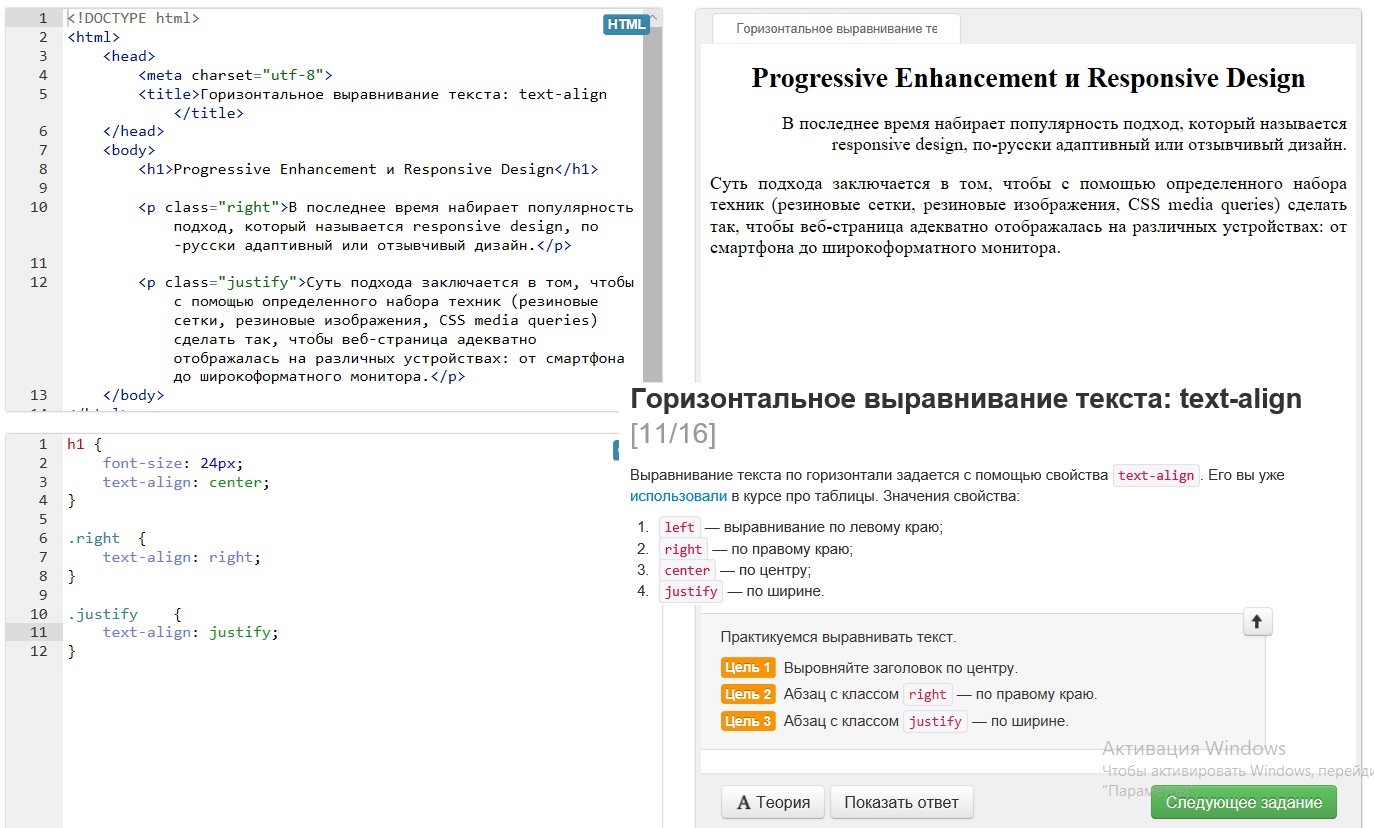 1 <!DOCTYPE html>
HTML
2 <html>
3 <head>
4 <meta charset="utf-8">
5 <title>Горизонтальное выравнивание текста: text-align
</title>
6 </head>
7 <body>
8 <h1>Progressive Enhancement и Responsive Design</h1>
9
10 <p class="right">В последнее время набирает популярность
подход, который называется responsive design, по
-русски адаптивный или отзывчивый дизайн.</p>
11
12 <p class="justify">Суть подхода заключается в том, чтобы
с помощью определенного набора техник (резиновые
сетки, резиновые изображения, CSS media queries)
сделать так, чтобы веб-страница адекватно
отображалась на различных устройствах: от смартфона
до широкоформатного монитора.</p>
13 </body>
1 h1 {
2 font-size: 24px;
3 text-align: center;
4 }
5
6 .right {
7 text-align: right;
8 }
9
10 .justify {
11 text-align: justify;
12 }
Горизонтальное выравнивание те
Progressive Enhancement и Responsive Design
В последнее время набирает популярность подход, который называется
responsive design, по-русски адаптивный или отзывчивый дизайн.
Суть подхода заключается в том, чтобы с помощью определенного набора
техник (резиновые сетки, резиновые изображения, CSS media queries) сделать
так, чтобы веб-страница адекватно отображалась на различных устройствах: от
смартфона до широкоформатного монитора.
Горизонтальное выравнивание текста: text-align
[11/16]
Выравнивание текста по горизонтали задается с помощью свойства text-align. Его вы уже
использовали в курсе про таблицы. Значения свойства:
1. left — выравнивание по левому краю;
2. right — по правому краю;
3. center — по центру;
4. justify — по ширине.
Практикуемся выравнивать текст.
Цель 1 Выровняйте заголовок по центру.
Цель 2 Абзац с классом right — по правому краю.
Цель 3 Абзац с классом justify — по ширине.
Активация Windows
Чтобы активировать Windows, перейди
A Теория
Показать ответ
Следующее задание